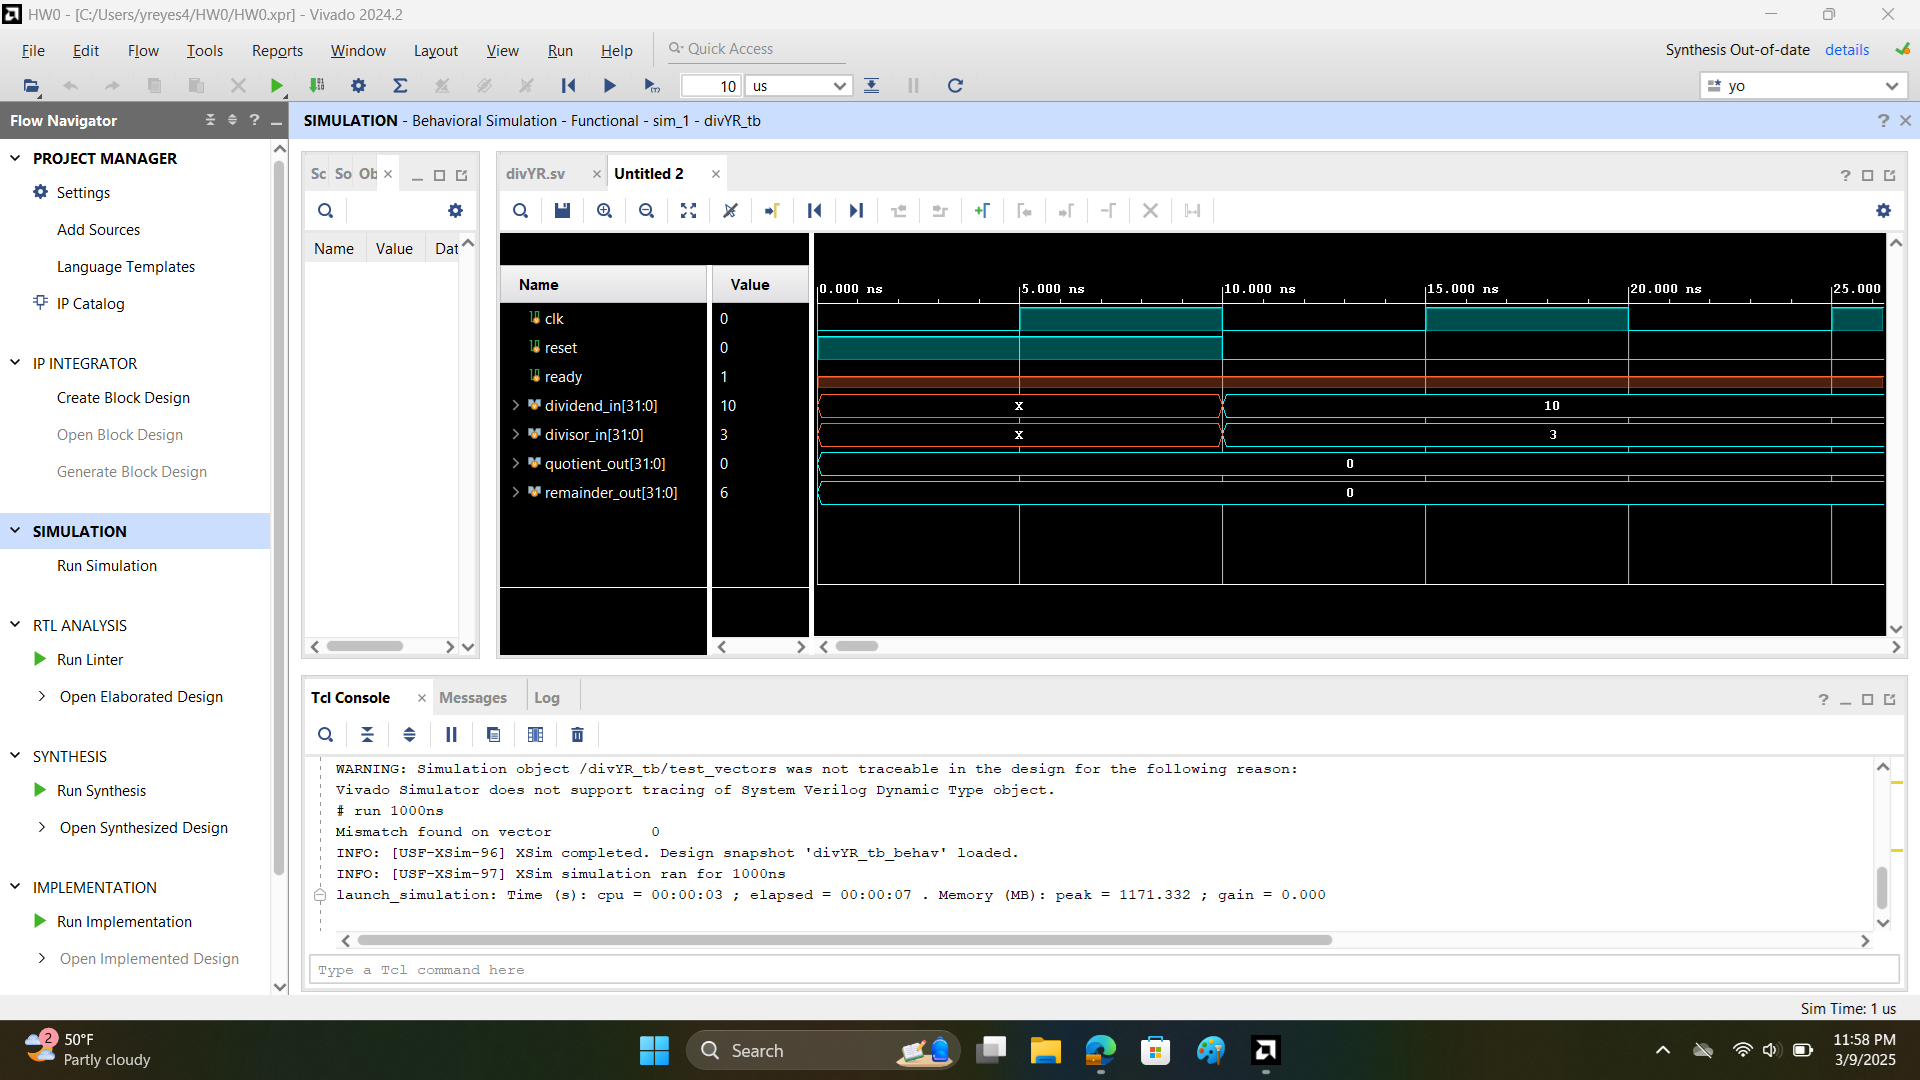 HW0 - [C:/Users/yreyes4/HW0/HW0.xpr] - Vivado 2024.2
File Edit Flow Tools Reports Window Layout View Run Help Quick Access
Synthesis Out-of-date details
10 us
yo
Flow Navigator
SIMULATION - Behavioral Simulation - Functional - sim_1 - divYR_tb
PROJECT MANAGER
Settings
Add Sources
Language Templates
IP Catalog
IP INTEGRATOR
Create Block Design
Open Block Design
Generate Block Design
SIMULATION
Run Simulation
RTL ANALYSIS
Run Linter
Open Elaborated Design
SYNTHESIS
Run Synthesis
Open Synthesized Design
IMPLEMENTATION
Run Implementation
Open Implemented Design
Sc So Ob
Name Value Dat
divYR.sv Untitled 2
Name Value
0.000 ns 5.000 ns 10.000 ns 15.000 ns 20.000 ns 25.000
clk 0
reset 0
ready 1
dividend_in[31:0] 10 X 10
divisor_in[31:0] 3 X 3
quotient_out[31:0] 0 0
remainder_out[31:0] 6 0
Tcl Console Messages Log
WARNING: Simulation object /divYR_tb/test_vectors was not traceable in the design for the following reason:
Vivado Simulator does not support tracing of System Verilog Dynamic Type object.
# run 1000ns
Mismatch found on vector 0
INFO: [USF-XSim-96] XSim completed. Design snapshot 'divYR_tb_behav' loaded.
INFO: [USF-XSim-97] XSim simulation ran for 1000ns
launch_simulation: Time (s): cpu = 00:00:03 ; elapsed = 00:00:07 . Memory (MB): peak = 1171.332 ; gain = 0.000
Type a Tcl command here
Sim Time: 1 us
2
50°F
Partly cloudy
Search
11:58 PM
3/9/2025